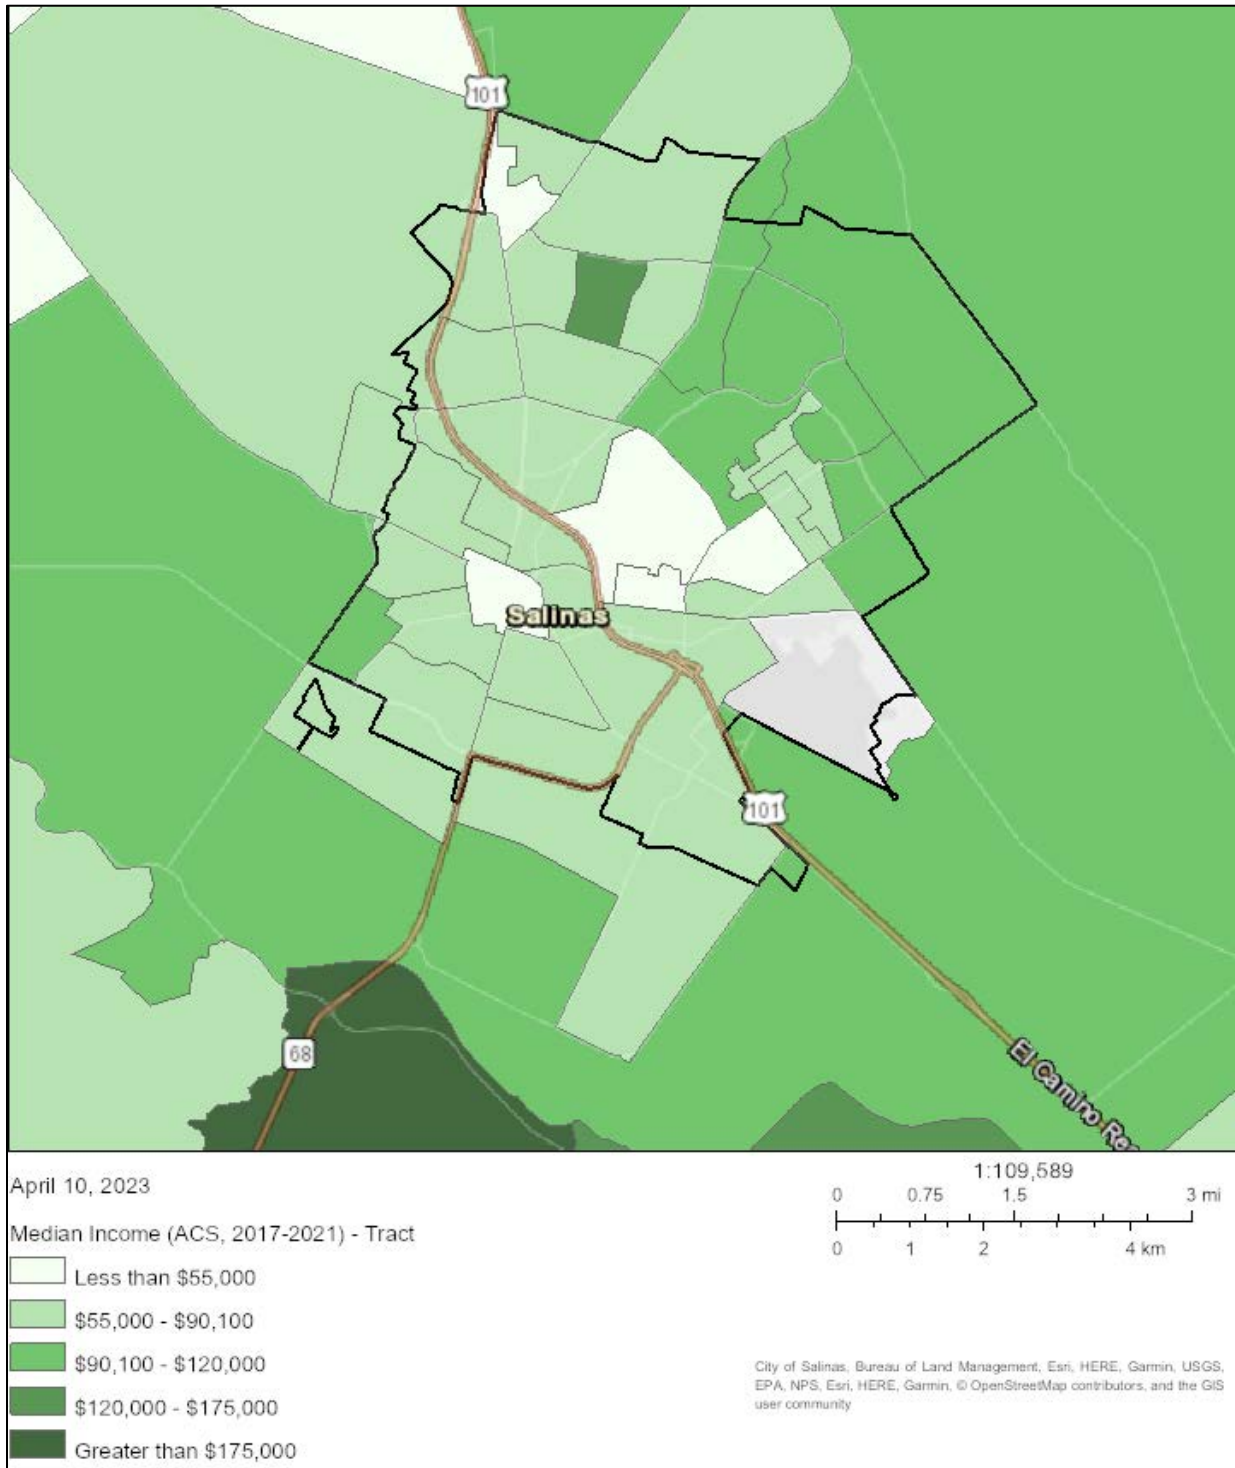 101
Salinas
101
68
El Camino Rea
April 10, 2023
1:109,589
0 0.75 1.5 3 mi
0 1 2 4 km
Median Income (ACS, 2017-2021) - Tract
Less than $55,000
$55,000 - $90,100
$90,100 - $120,000
$120,000 - $175,000
Greater than $175,000
City of Salinas, Bureau of Land Management, Esri, HERE, Garmin, USGS,
EPA, NPS, Esri, HERE, Garmin, © OpenStreetMap contributors, and the GIS
user community